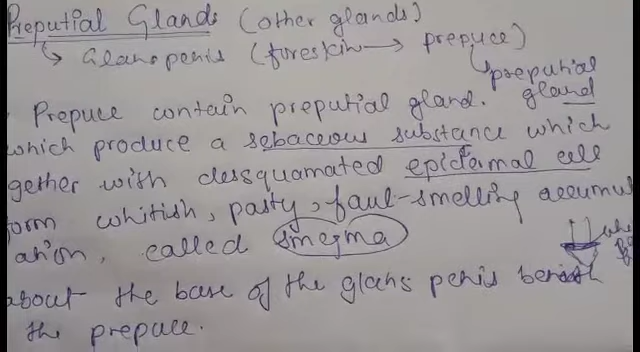 Preputial Glands (other glands)
↳ Glans penis (foreskin → prepuce)
↳ preputial
gland
Prepuce contain preputial gland.
which produce a sebaceous substance which
gether with dessquamated epidermal cell
form whitish, pasty, faul-smelling accumul
ation, called smegma
about the base of the glans penis beneath
the prepuce.